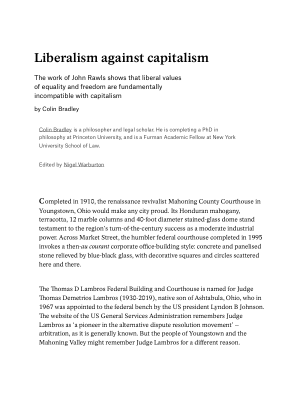 Liberalism against capitalism
The work of John Rawls shows that liberal values
of equality and freedom are fundamentally
incompatible with capitalism
by Colin Bradley
Colin Bradley is a philosopher and legal scholar. He is completing a PhD in
philosophy at Princeton University, and is a Furman Academic Fellow at New York
University School of Law.
Edited by Nigel Warburton
Completed in 1910, the renaissance revivalist Mahoning County Courthouse in
Youngstown, Ohio would make any city proud. Its Honduran mahogany,
terracotta, 12 marble columns and 40-foot diameter stained-glass dome stand
testament to the region's turn-of-the-century success as a moderate industrial
power. Across Market Street, the humbler federal courthouse completed in 1995
invokes a then-au courant corporate office-building style: concrete and panelised
stone relieved by blue-black glass, with decorative squares and circles scattered
here and there.
The Thomas D Lambros Federal Building and Courthouse is named for Judge
Thomas Demetrios Lambros (1930-2019), native son of Ashtabula, Ohio, who in
1967 was appointed to the federal bench by the US president Lyndon B Johnson.
The website of the US General Services Administration remembers Judge
Lambros as 'a pioneer in the alternative dispute resolution movement' –
arbitration, as it is generally known. But the people of Youngstown and the
Mahoning Valley might remember Judge Lambros for a different reason.